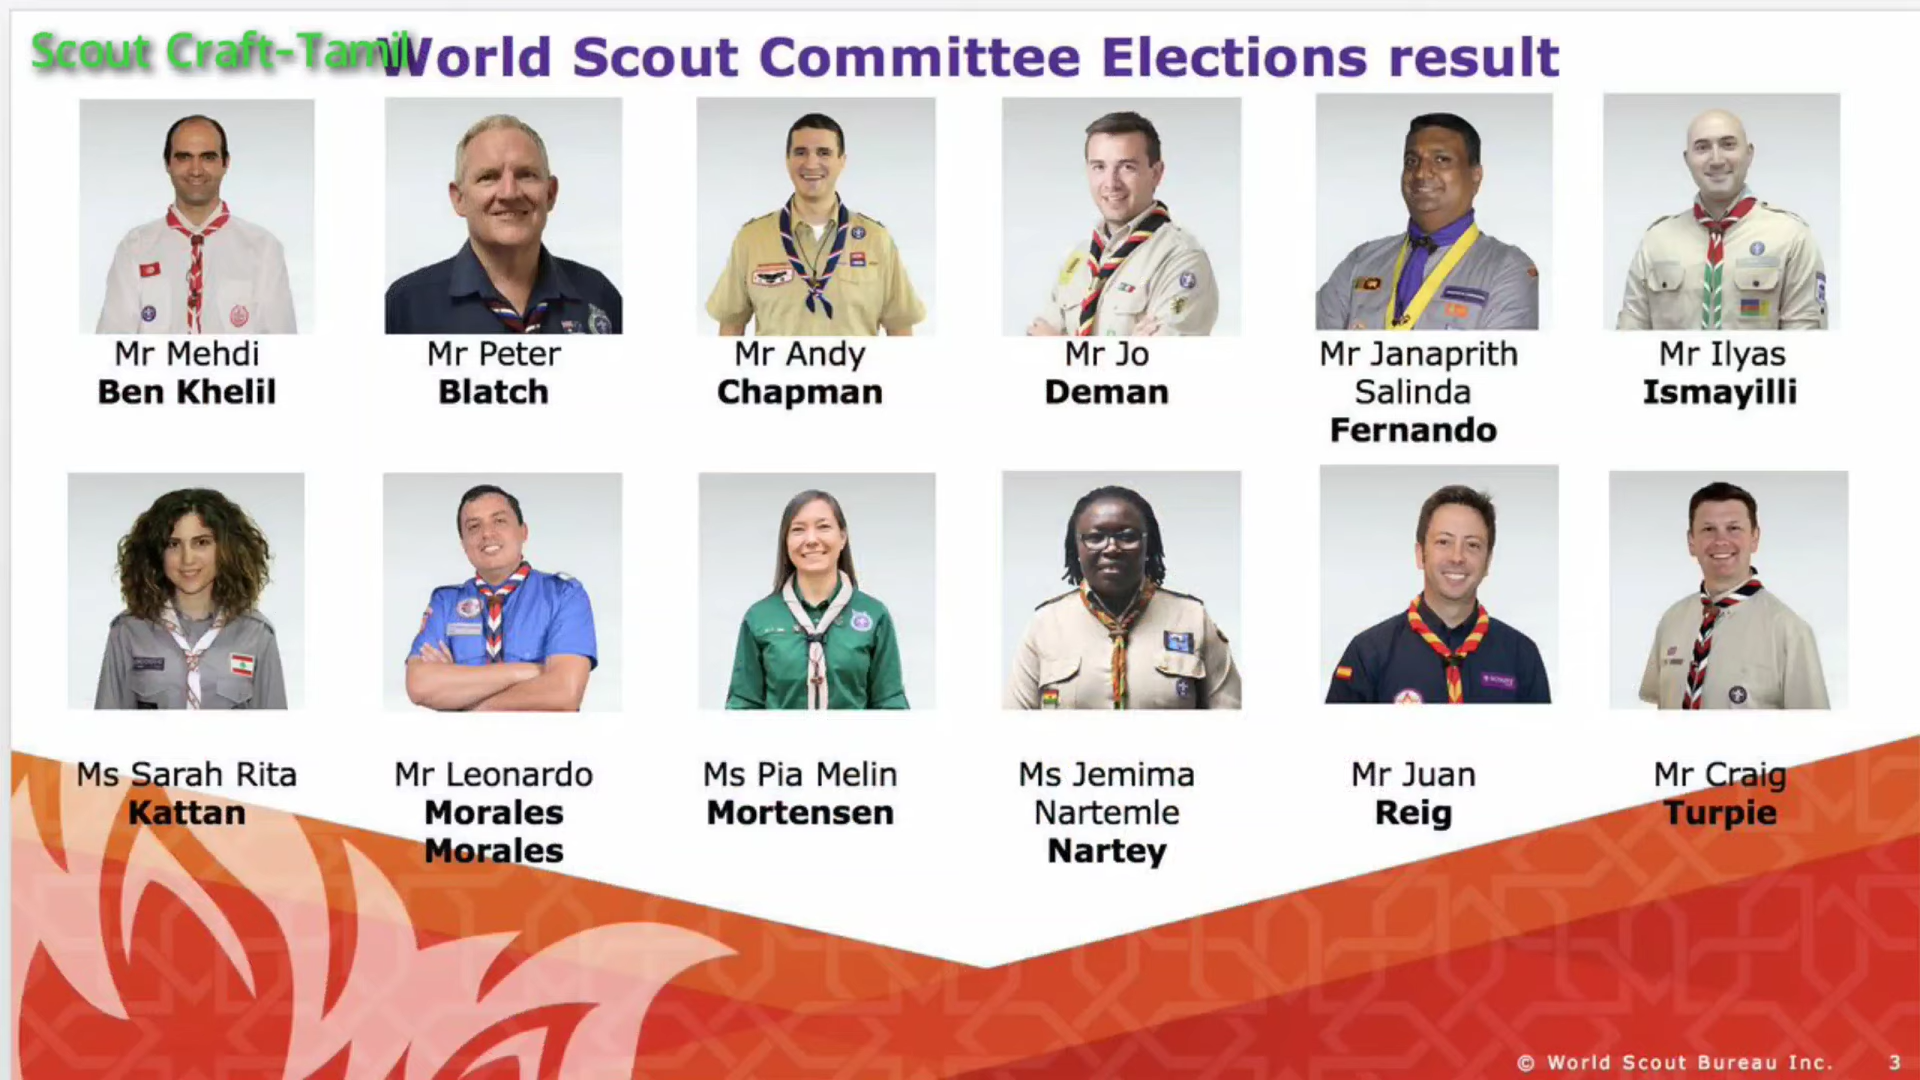 Scout Craft-Tamil
World Scout Committee Elections result
Mr Mehdi
Ben Khelil
Mr Peter
Blatch
Mr Andy
Chapman
Mr Jo
Deman
Mr Janaprith
Salinda
Fernando
Mr Ilyas
Ismayilli
Ms Sarah Rita
Kattan
Mr Leonardo
Morales
Morales
Ms Pia Melin
Mortensen
Ms Jemima
Nartemle
Nartey
Mr Juan
Reig
Mr Craig
Turpie
© World Scout Bureau Inc.
3